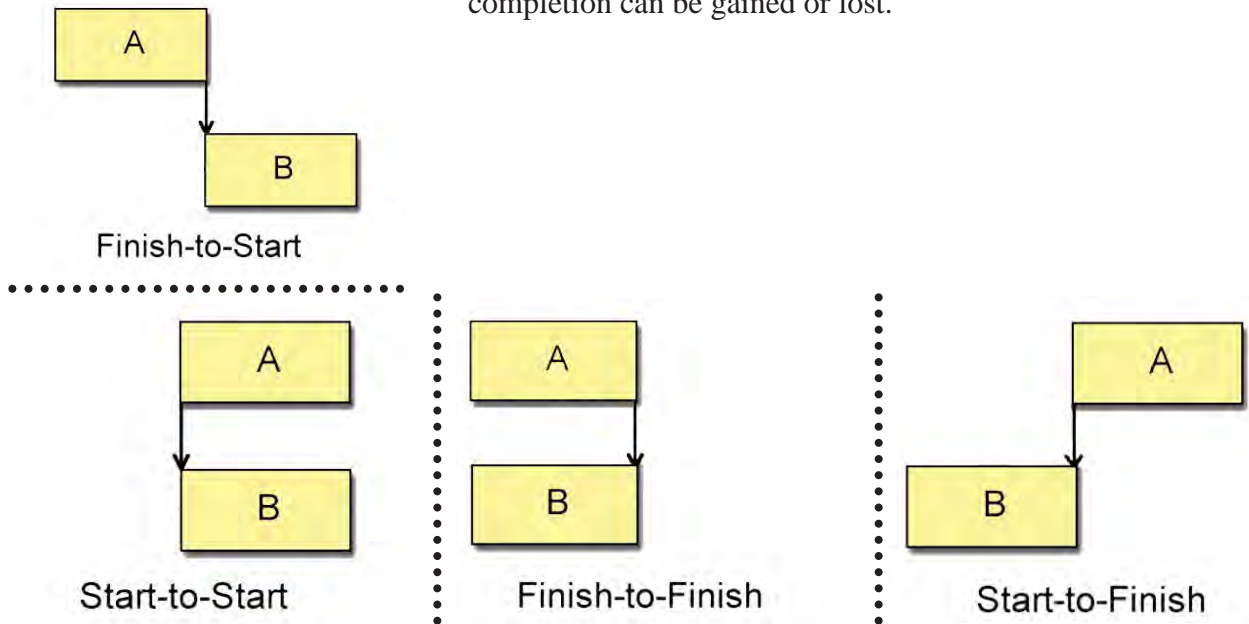 completion can be gained or lost.
A
B
Finish-to-Start
A
B
Start-to-Start
A
B
Finish-to-Finish
A
B
Start-to-Finish